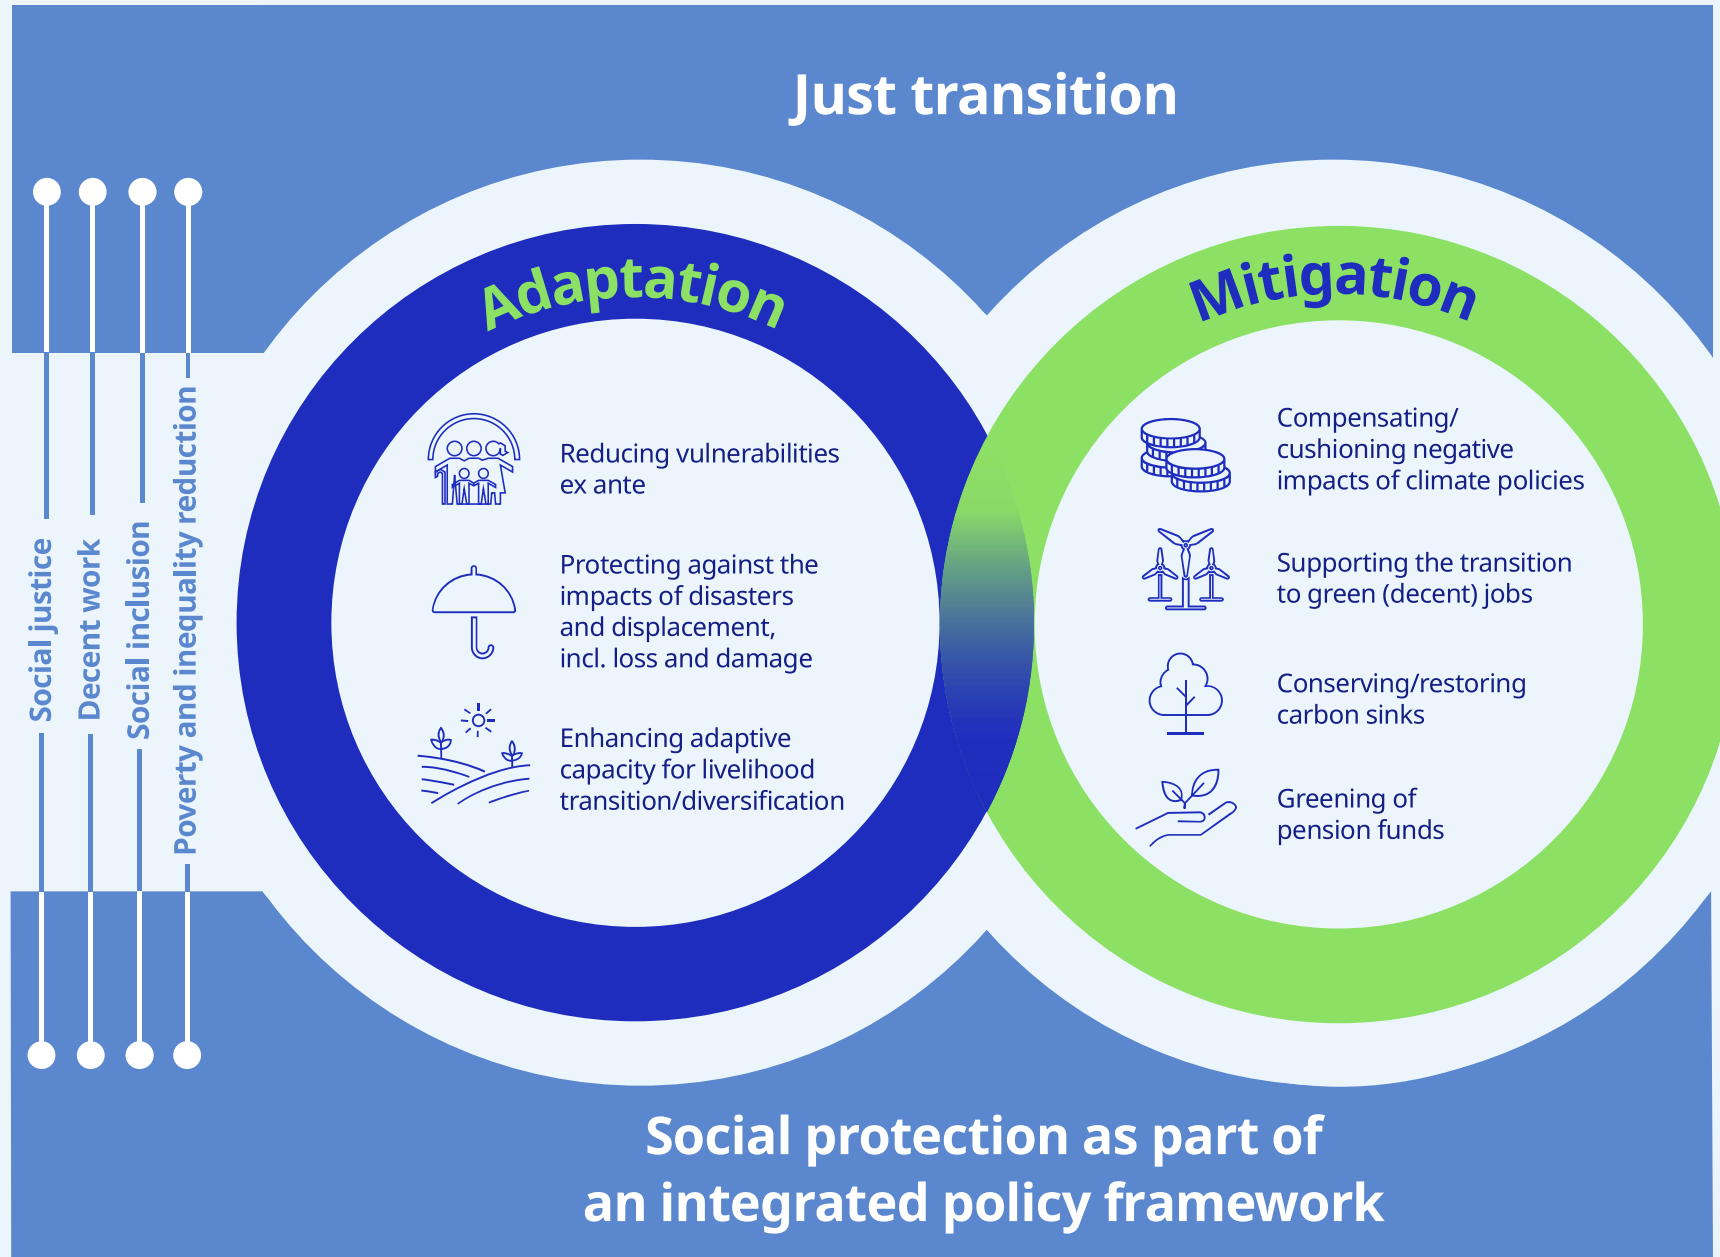 Just transition
Social justice
Decent work
Social inclusion
Poverty and inequality reduction
Adaptation
Reducing vulnerabilities
ex ante
Protecting against the
impacts of disasters
and displacement,
incl. loss and damage
Enhancing adaptive
capacity for livelihood
transition/diversification
Mitigation
Compensating/
cushioning negative
impacts of climate policies
Supporting the transition
to green (decent) jobs
Conserving/restoring
carbon sinks
Greening of
pension funds
Social protection as part of
an integrated policy framework